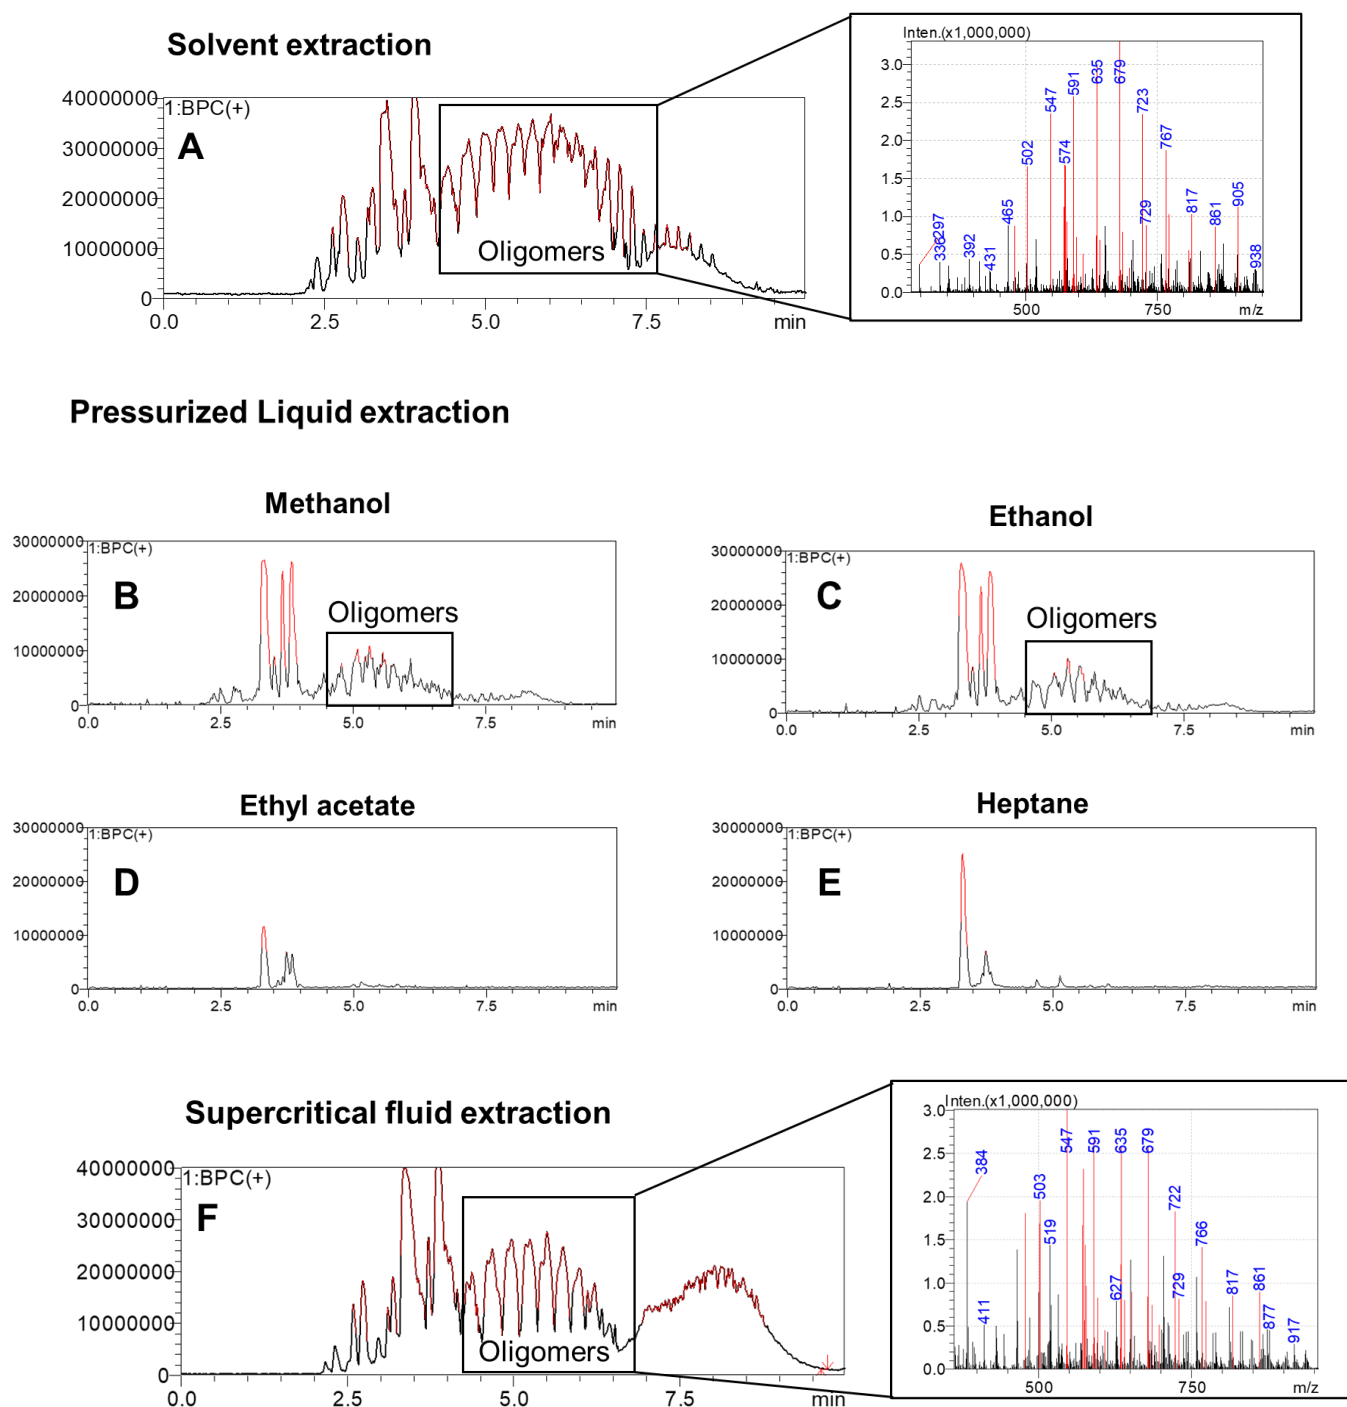 Solvent extraction
Inten.(x1,000,000)
40000000
1:BPC(+)
A
30000000
20000000
10000000
0
Oligomers
0.0 2.5 5.0 7.5 min
3.0
2.5
2.0
1.5
1.0
0.5
0.0
297
336
392
431
465
502
547
574
591
635
679
723
729
767
817
861
905
938
500 750 m/z
Pressurized Liquid extraction
Methanol
30000000
1:BPC(+)
B
20000000
Oligomers
10000000
0
0.0 2.5 5.0 7.5 min
Ethanol
30000000
1:BPC(+)
C
20000000
Oligomers
10000000
0
0.0 2.5 5.0 7.5 min
Ethyl acetate
30000000
1:BPC(+)
D
20000000
10000000
0
0.0 2.5 5.0 7.5 min
Heptane
30000000
1:BPC(+)
E
20000000
10000000
0
0.0 2.5 5.0 7.5 min
Supercritical fluid extraction
40000000
1:BPC(+)
F
30000000
20000000
10000000
0
Oligomers
0.0 2.5 5.0 7.5 min
Inten.(x1,000,000)
3.0
2.5
2.0
1.5
1.0
0.5
0.0
384
411
503
519
547
591
627
635
679
722
729
766
817
861
877
917
500 750 m/z